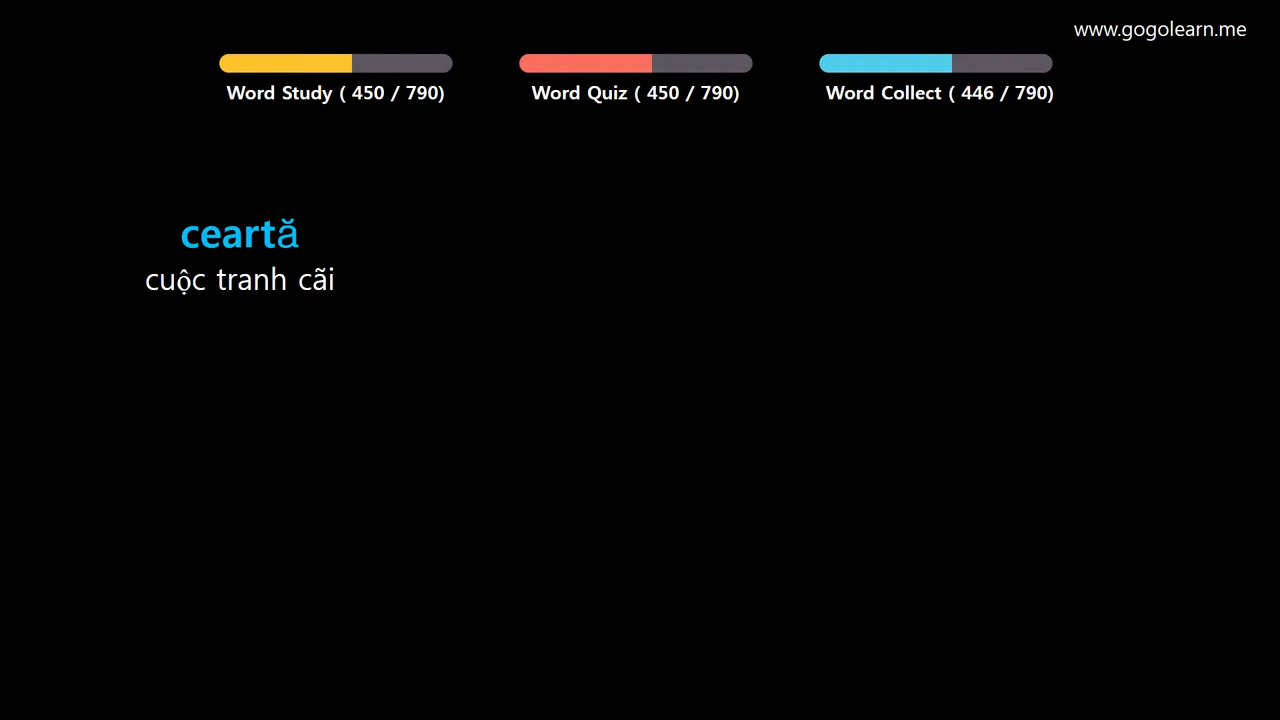 www.gogolearn.me
Word Study ( 450 / 790)
Word Quiz ( 450 / 790)
Word Collect ( 446 / 790)
ceartă
cuộc tranh cãi